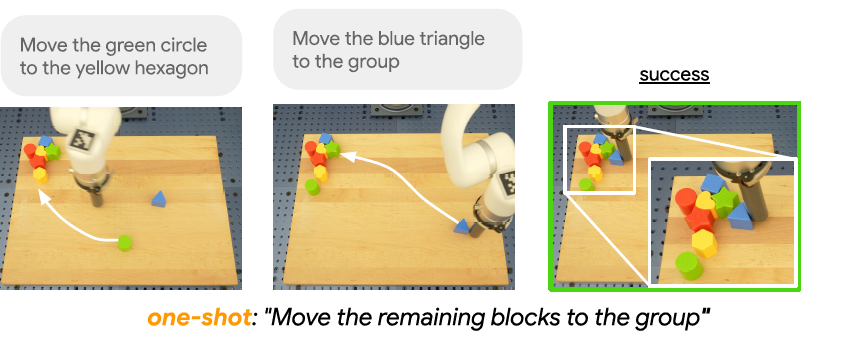 Move the green circle
to the yellow hexagon
Move the blue triangle
to the group
success
one-shot: "Move the remaining blocks to the group"